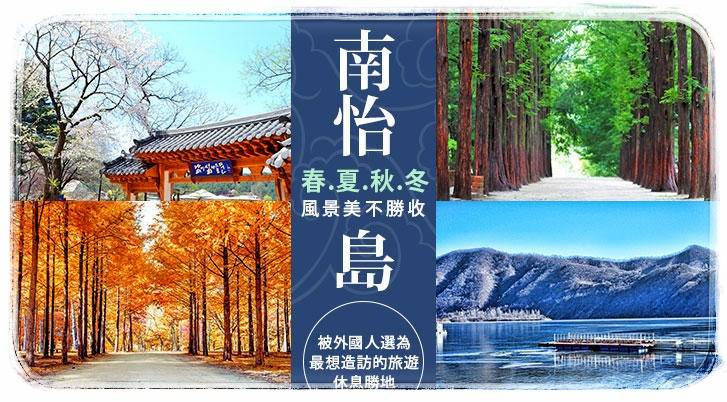 南怡
春.夏.秋.冬
風景美不勝收
島
被外國人選為
最想造訪的旅遊
休息勝地